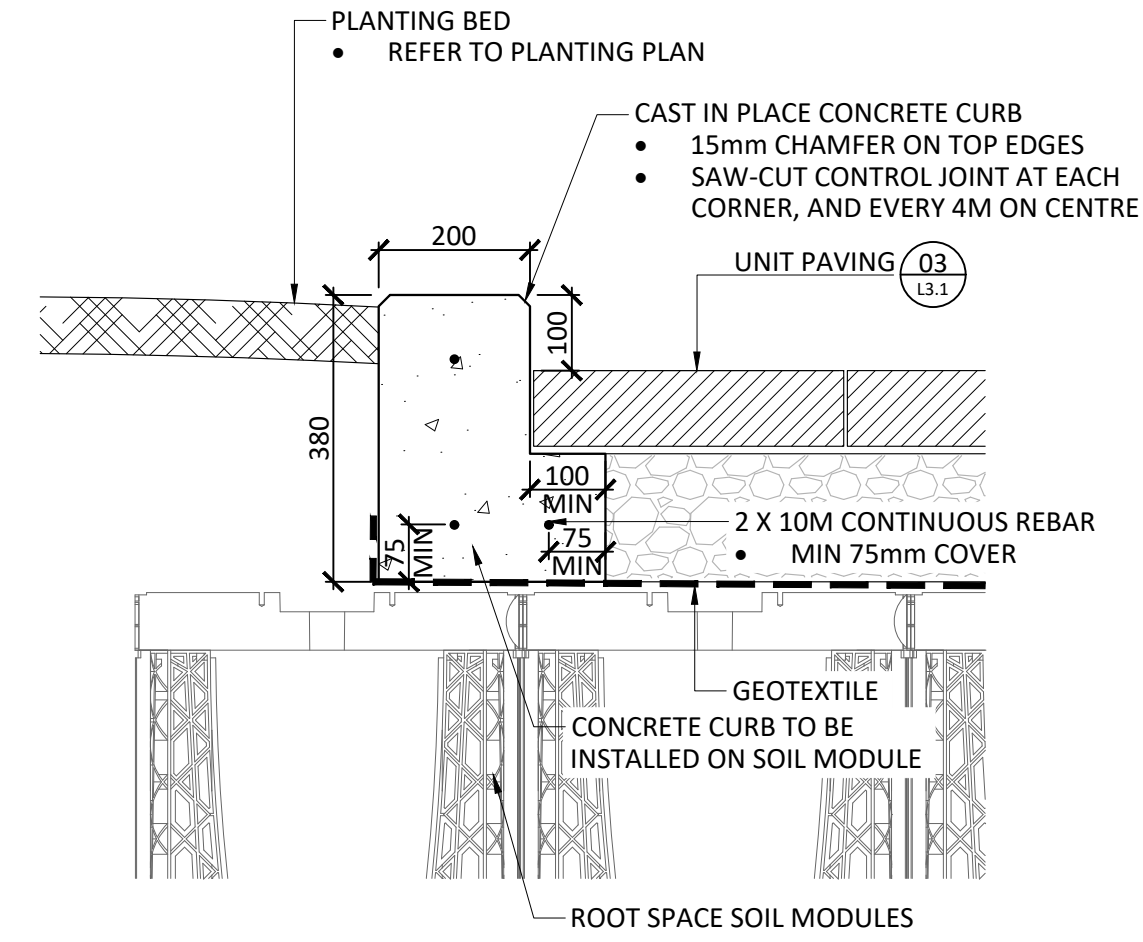 PLANTING BED
• REFER TO PLANTING PLAN
CAST IN PLACE CONCRETE CURB
• 15mm CHAMFER ON TOP EDGES
• SAW-CUT CONTROL JOINT AT EACH
CORNER, AND EVERY 4M ON CENTRE
200
UNIT PAVING
03
L3.1
100
380
100
MIN
2 X 10M CONTINUOUS REBAR
• MIN 75mm COVER
75
MIN
75
MIN
GEOTEXTILE
CONCRETE CURB TO BE
INSTALLED ON SOIL MODULE
ROOT SPACE SOIL MODULES